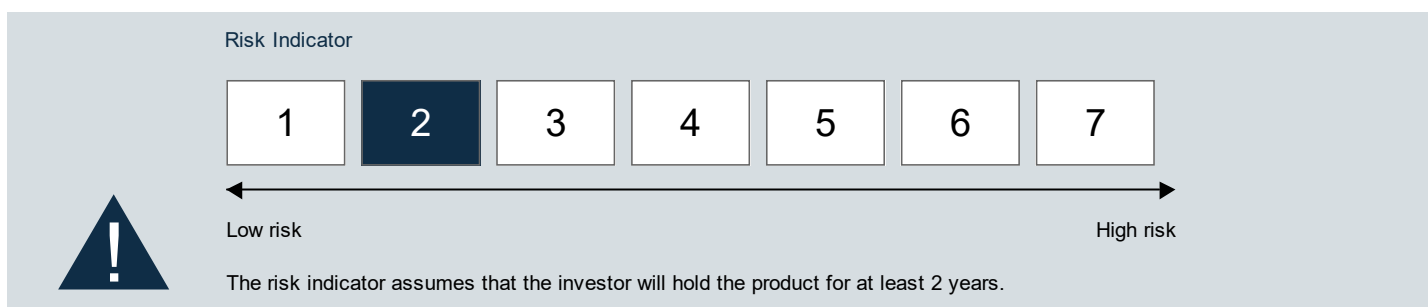 Risk Indicator
1 2 3 4 5 6 7
Low risk High risk
!
The risk indicator assumes that the investor will hold the product for at least 2 years.